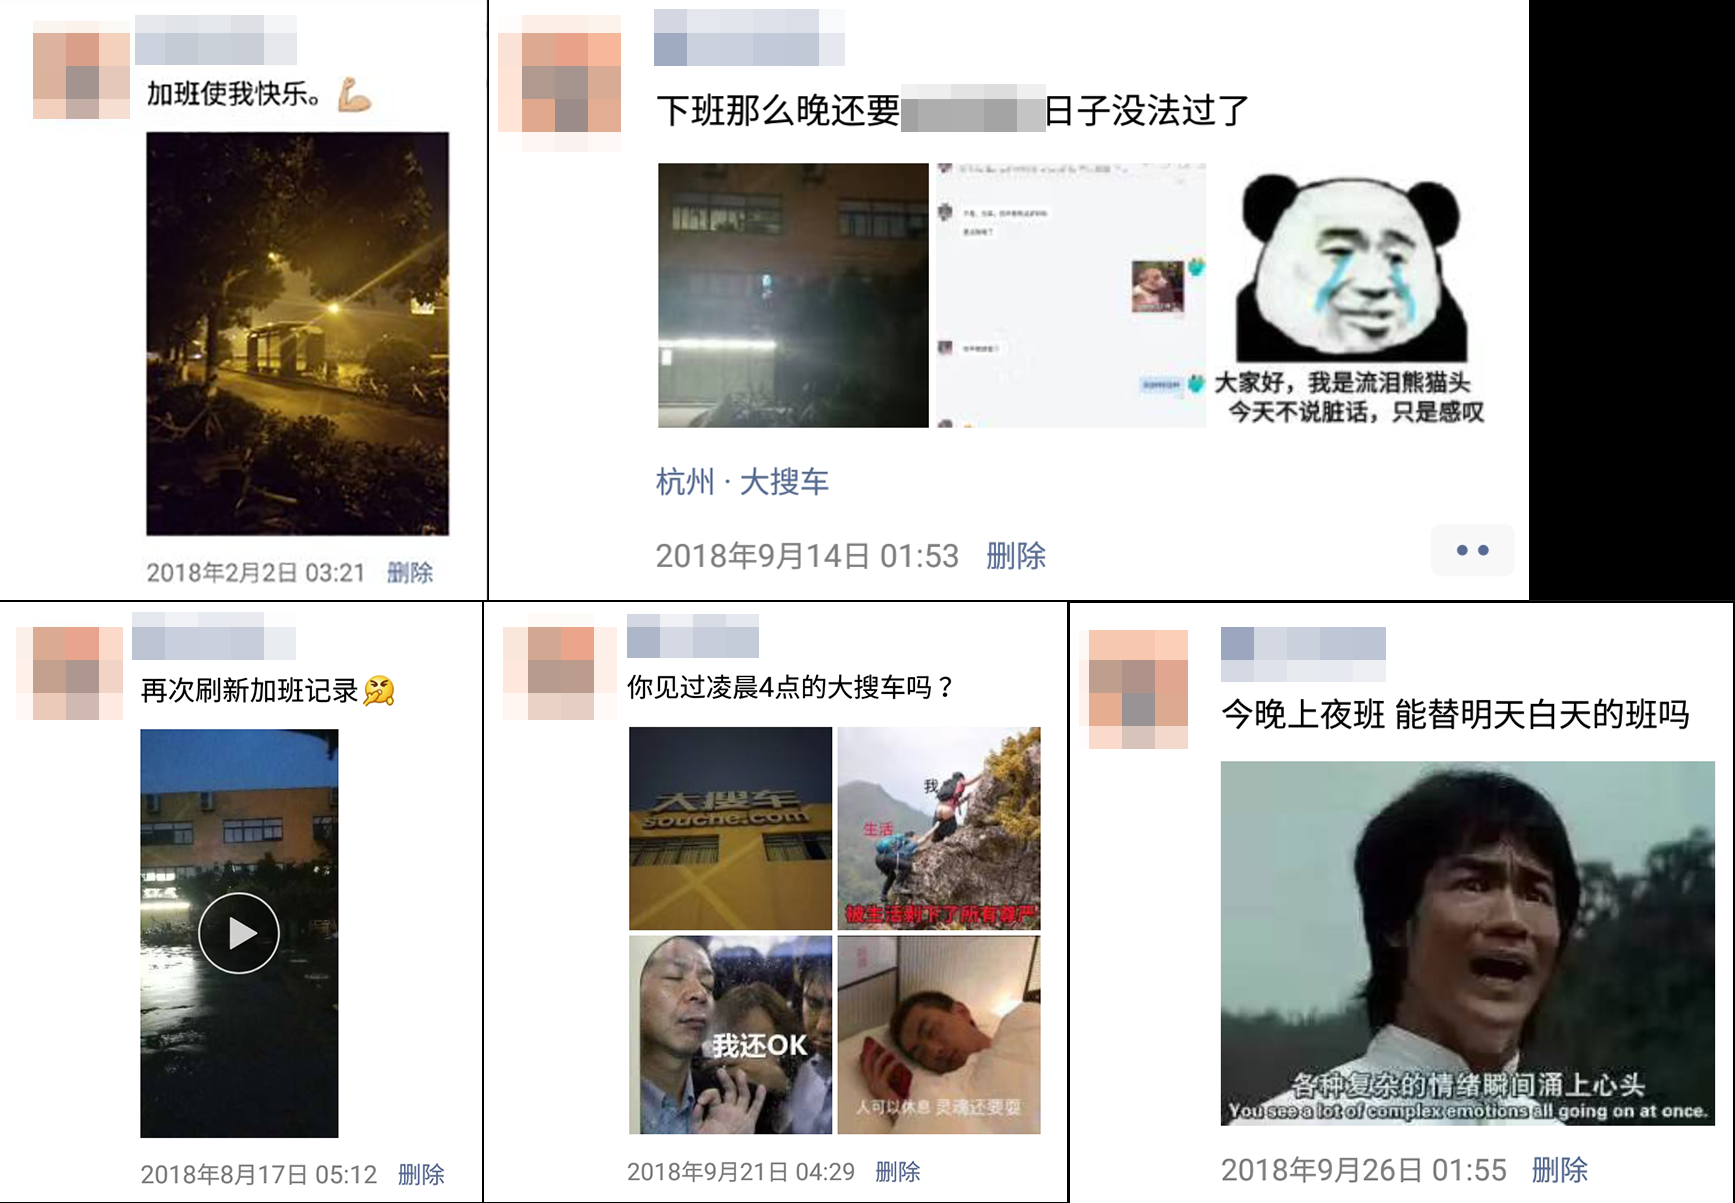 加班使我快乐。
2018年2月2日 03:21 删除
下班那么晚还要
日子没法过了
大家好，我是流泪熊猫头
今天不说脏话，只是感叹
杭州 · 大搜车
2018年9月14日 01:53 删除
再次刷新加班记录
2018年8月17日 05:12 删除
你见过凌晨4点的大搜车吗？
大搜车
souche.com
我
生活
被生活剥下了所有尊严
我还OK
人可以休息 灵魂还要耍
2018年9月21日 04:29 删除
今晚上夜班 能替明天白天的班吗
各种复杂的情绪瞬间涌上心头
You see a lot of complex emotions all going on at once.
2018年9月26日 01:55 删除